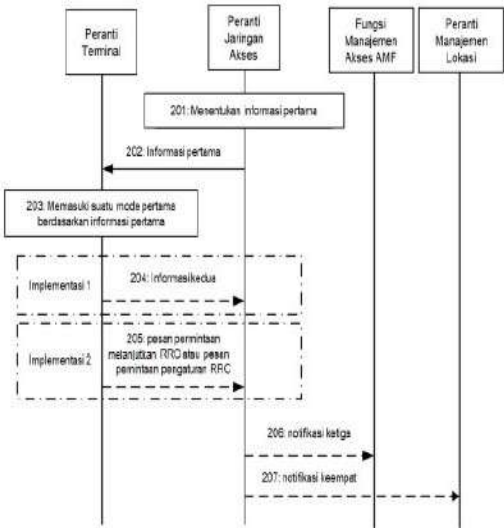 Peranti
Terminal
Peranti
Jaringan
Akses
Fungsi
Manajemen
Akses AMF
Peranti
Manajemen
Lokasi
201: Menentukan informasi pertama
202: Informasi pertama
203: Memasuki suatu mode pertama
berdasarkan informasi pertama
Implementasi 1
204: Informasi kedua
Implementasi 2
205: pesan permintaan
melanjutkan RRC atau pesan
permintaan pengaturan RRC
206: notifikasi ketiga
207: notifikasi keempat